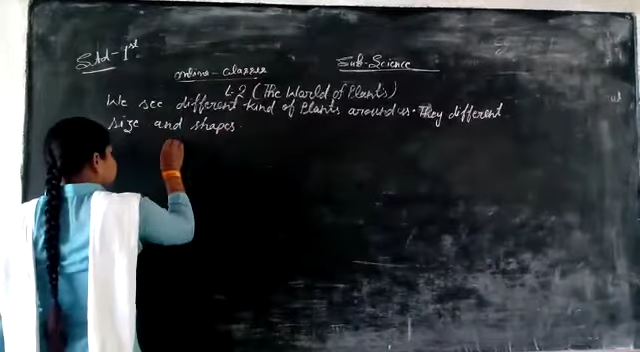 Std-1st
Sub-Science
online-classes
L-2 (The World of Plants)
We see different kind of Plants around us. They different
size and shapes.